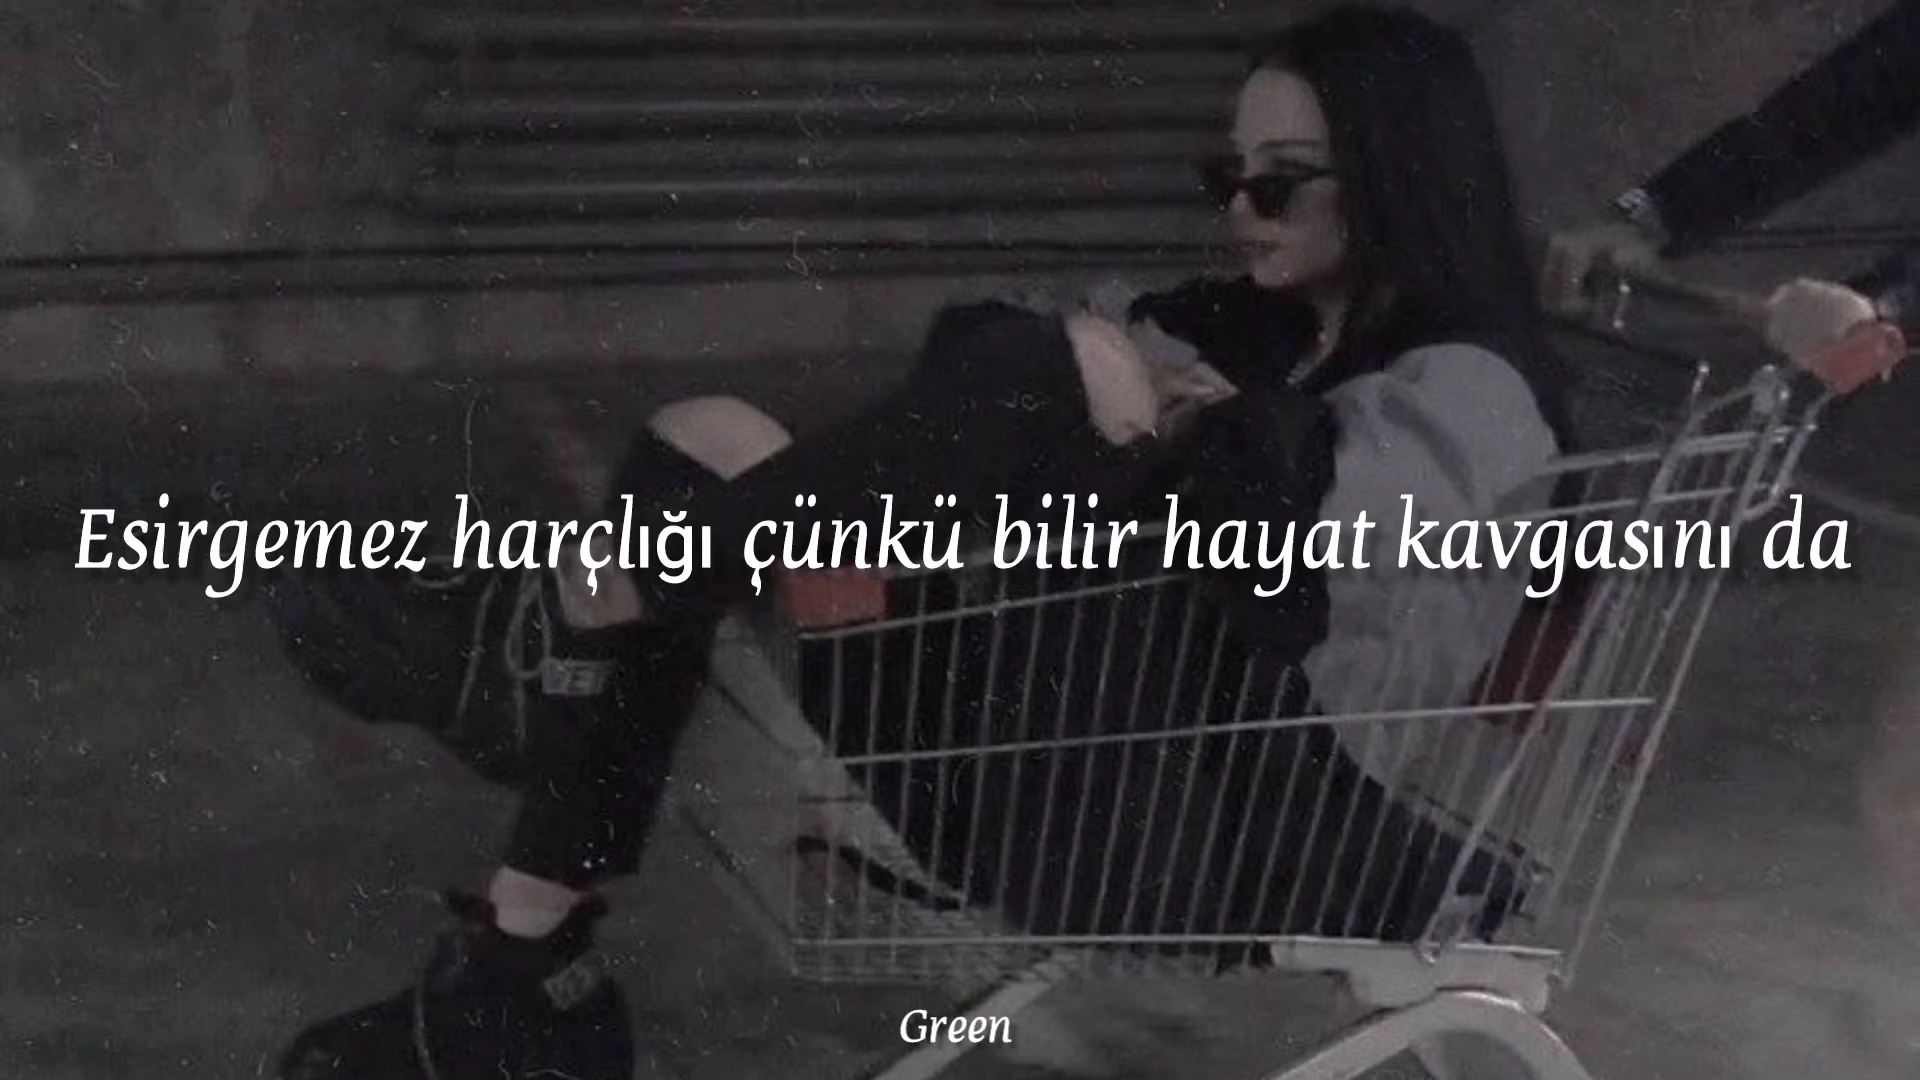 Esirgemez harçlığı çünkü bilir hayat kavgasını da
Green